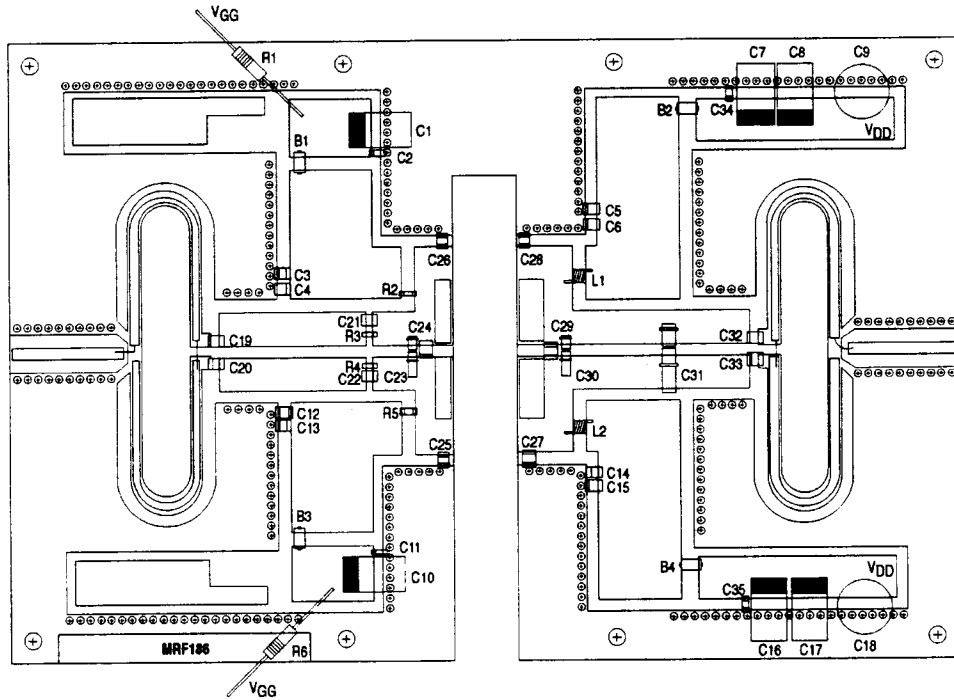 VGG
R1
C7 C8 C9
C34
B2
VDD
C1
B1
C2
C5
C6
C26
C28
C3
C4
L1
R2
C21
R3
C24
C29
C32
C19
C20
R4
C22
C23
C30
C31
C33
R5
C12
C13
L2
C25
C27
C14
C15
B3
C11
C10
B4
VDD
C35
MRF186
R6
C16 C17 C18
VGG